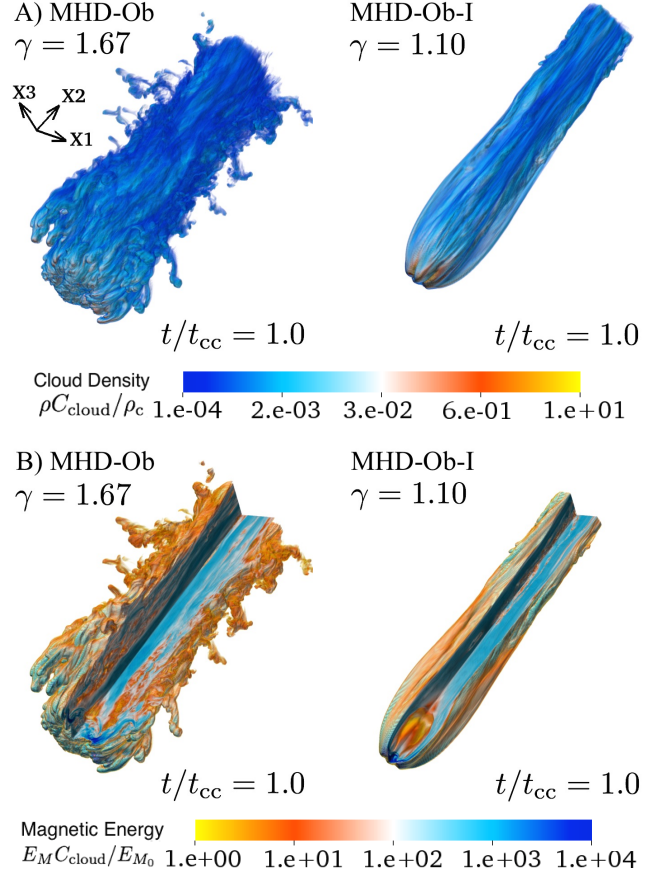 A) MHD-Ob
γ = 1.67
MHD-Ob-I
γ = 1.10
X3
X2
X1
t/t_cc = 1.0
t/t_cc = 1.0
Cloud Density
ρC_cloud/ρ_c
1.e-04 2.e-03 3.e-02 6.e-01 1.e+01
B) MHD-Ob
γ = 1.67
MHD-Ob-I
γ = 1.10
t/t_cc = 1.0
t/t_cc = 1.0
Magnetic Energy
E_M C_cloud/E_M₀
1.e+00 1.e+01 1.e+02 1.e+03 1.e+04